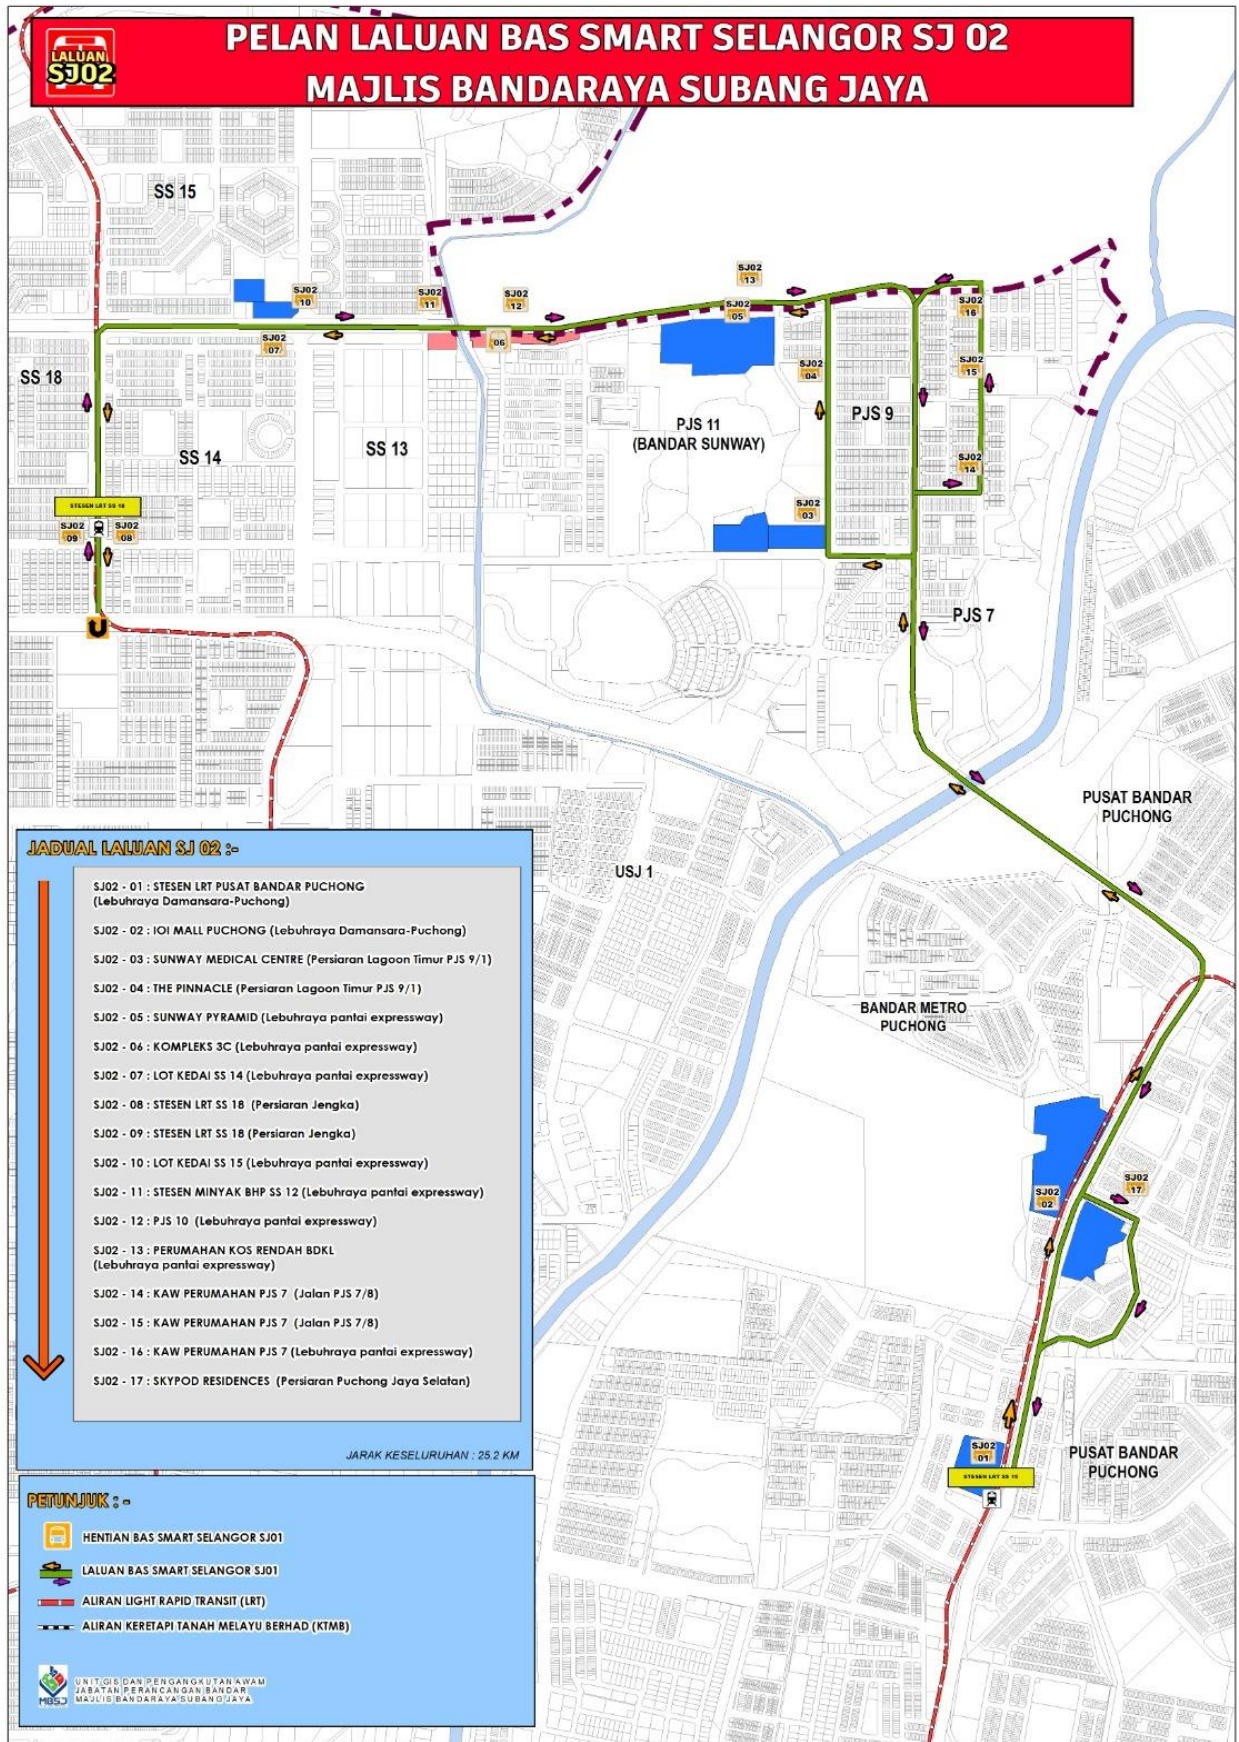 LALUAN
SJ02
PELAN LALUAN BAS SMART SELANGOR SJ 02
MAJLIS BANDARAYA SUBANG JAYA
SS 15
SJ02
13
SJ02
10
SJ02
11
SJ02
12
SJ02
05
SJ02
16
SJ02
07
06
SJ02
04
SJ02
15
SS 18
PJS 9
PJS 11
(BANDAR SUNWAY)
SS 14
SS 13
SJ02
14
STESEN LRT SS 18
SJ02
09
SJ02
08
SJ02
03
PJS 7
PUSAT BANDAR
PUCHONG
USJ 1
BANDAR METRO
PUCHONG
SJ02
02
SJ02
17
SJ02
01
STESEN LRT SS 15
PUSAT BANDAR
PUCHONG
JADUAL LALUAN SJ 02 :-
SJ02 - 01 : STESEN LRT PUSAT BANDAR PUCHONG
(Lebuhraya Damansara-Puchong)
SJ02 - 02 : IOI MALL PUCHONG (Lebuhraya Damansara-Puchong)
SJ02 - 03 : SUNWAY MEDICAL CENTRE (Persiaran Lagoon Timur PJS 9/1)
SJ02 - 04 : THE PINNACLE (Persiaran Lagoon Timur PJS 9/1)
SJ02 - 05 : SUNWAY PYRAMID (Lebuhraya pantai expressway)
SJ02 - 06 : KOMPLEKS 3C (Lebuhraya pantai expressway)
SJ02 - 07 : LOT KEDAI SS 14 (Lebuhraya pantai expressway)
SJ02 - 08 : STESEN LRT SS 18 (Persiaran Jengka)
SJ02 - 09 : STESEN LRT SS 18 (Persiaran Jengka)
SJ02 - 10 : LOT KEDAI SS 15 (Lebuhraya pantai expressway)
SJ02 - 11 : STESEN MINYAK BHP SS 12 (Lebuhraya pantai expressway)
SJ02 - 12 : PJS 10 (Lebuhraya pantai expressway)
SJ02 - 13 : PERUMAHAN KOS RENDAH BDKL
(Lebuhraya pantai expressway)
SJ02 - 14 : KAW PERUMAHAN PJS 7 (Jalan PJS 7/8)
SJ02 - 15 : KAW PERUMAHAN PJS 7 (Jalan PJS 7/8)
SJ02 - 16 : KAW PERUMAHAN PJS 7 (Lebuhraya pantai expressway)
SJ02 - 17 : SKYPOD RESIDENCES (Persiaran Puchong Jaya Selatan)
JARAK KESELURUHAN : 25.2 KM
PETUNJUK : -
HENTIAN BAS SMART SELANGOR SJ01
LALUAN BAS SMART SELANGOR SJ01
ALIRAN LIGHT RAPID TRANSIT (LRT)
ALIRAN KERETAPI TANAH MELAYU BERHAD (KTMB)
MBSJ
UNIT GIS DAN PENGANGKUTAN AWAM
JABATAN PERANCANGAN BANDAR
MAJLIS BANDARAYA SUBANG JAYA